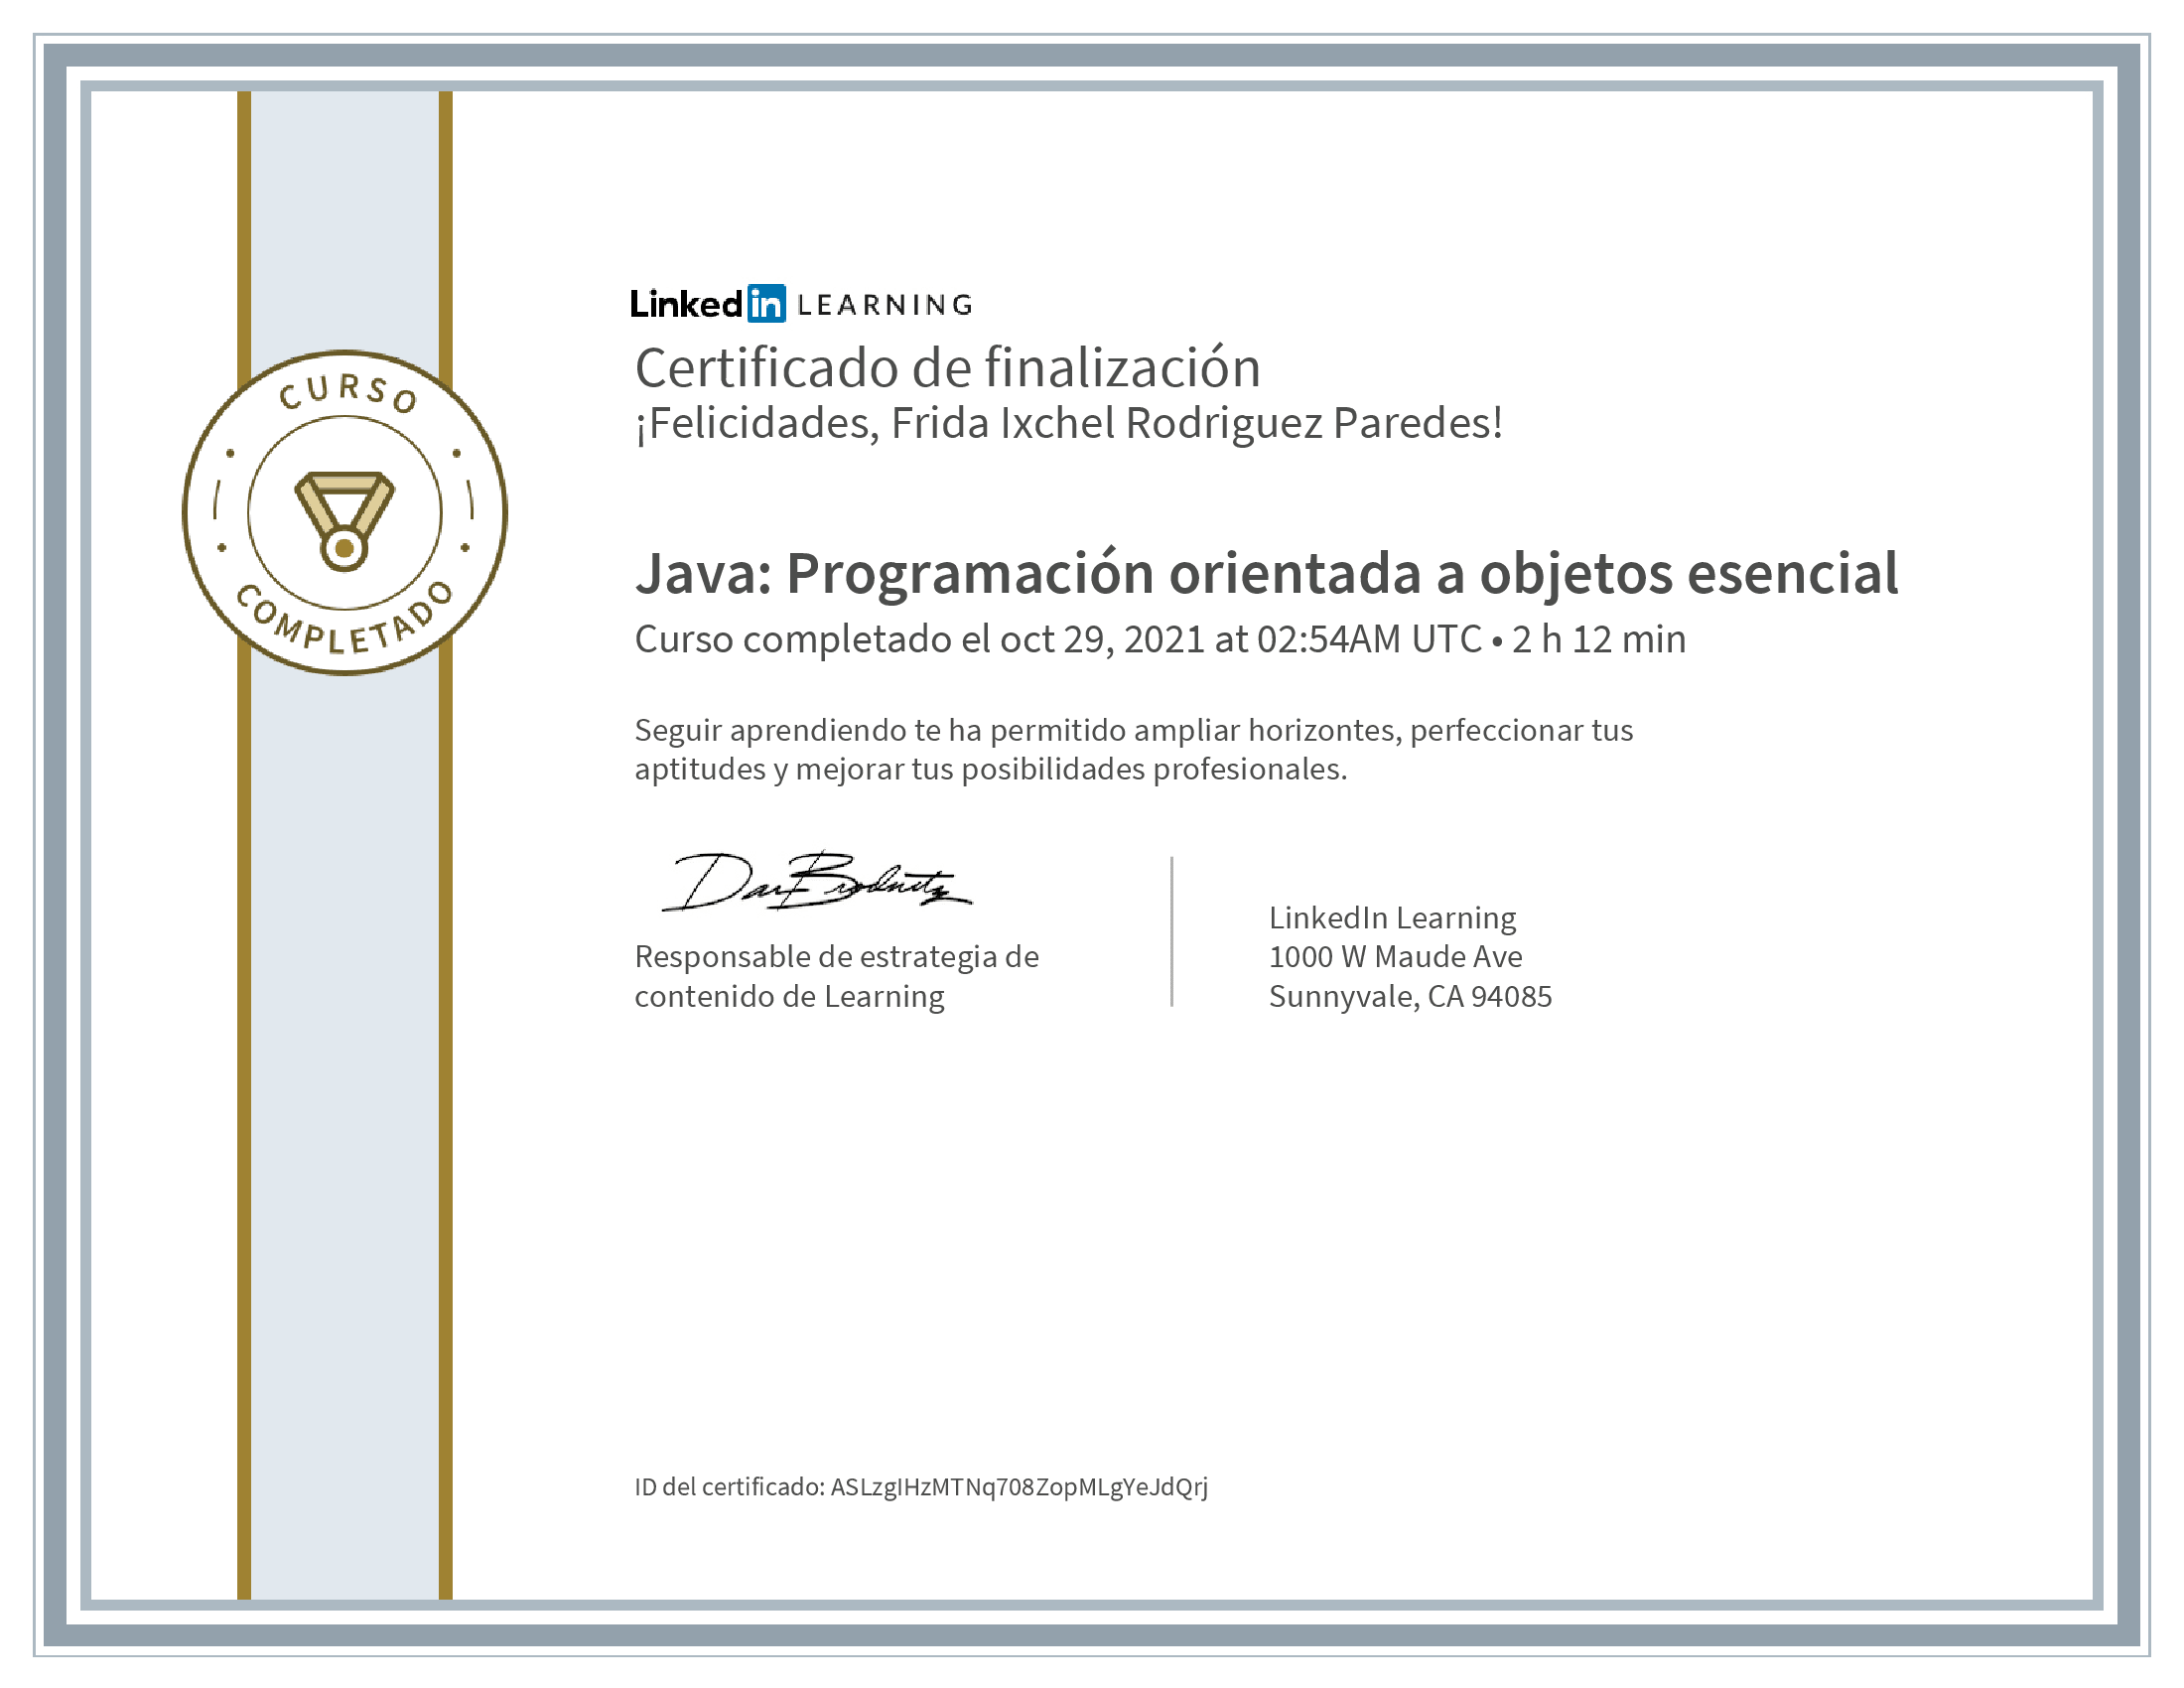 CURSO
COMPLETADO
Linked in LEARNING
Certificado de finalización
¡Felicidades, Frida Ixchel Rodriguez Paredes!
Java: Programación orientada a objetos esencial
Curso completado el oct 29, 2021 at 02:54AM UTC • 2 h 12 min
Seguir aprendiendo te ha permitido ampliar horizontes, perfeccionar tus
aptitudes y mejorar tus posibilidades profesionales.
Dan Brodnitz
Responsable de estrategia de
contenido de Learning
LinkedIn Learning
1000 W Maude Ave
Sunnyvale, CA 94085
ID del certificado: ASLzgIHzMTNq708ZopMLgYeJdQrj